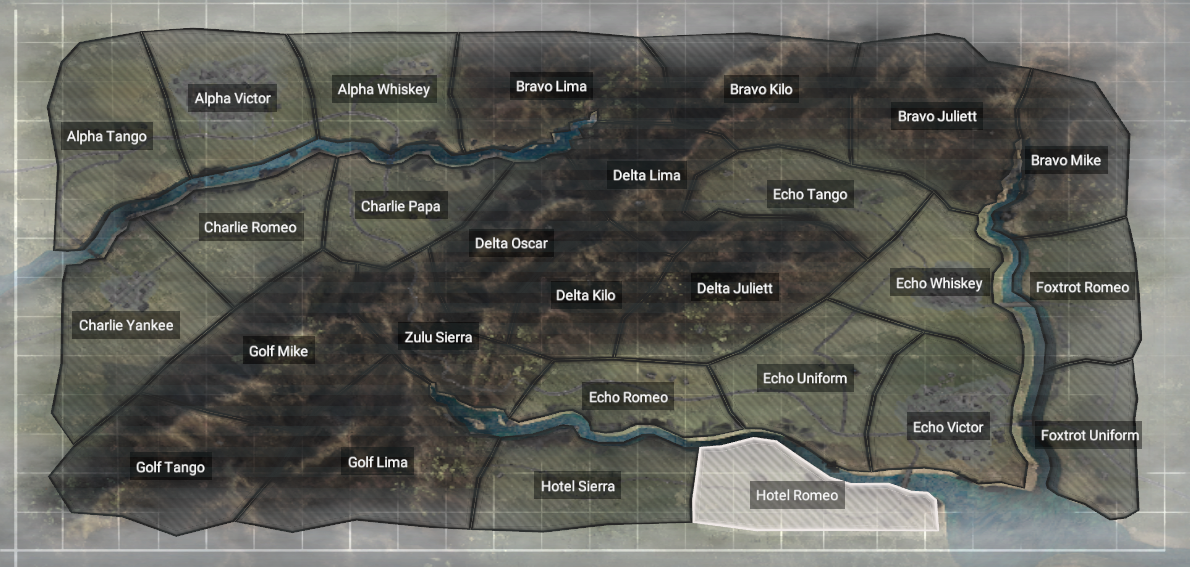 Bravo Lima
Alpha Whiskey
Bravo Kilo
Alpha Victor
Bravo Juliett
Alpha Tango
Bravo Mike
Delta Lima
Echo Tango
Charlie Papa
Charlie Romeo
Delta Oscar
Echo Whiskey
Foxtrot Romeo
Delta Juliett
Delta Kilo
Charlie Yankee
Zulu Sierra
Golf Mike
Echo Uniform
Echo Romeo
Echo Victor
Foxtrot Uniform
Golf Lima
Golf Tango
Hotel Sierra
Hotel Romeo